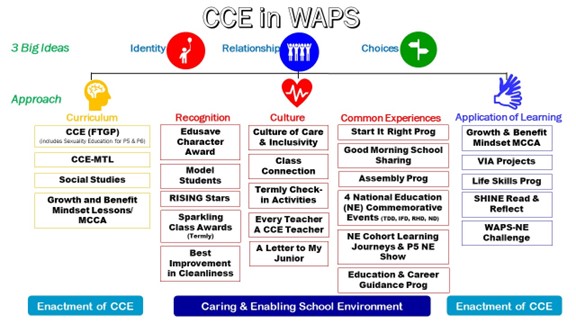 CCE in WAPS
3 Big Ideas
Identity
Relationship
Choices
Approach
Curriculum
CCE (FTGP)
(Includes Sexuality Education for P5 & P6)
CCE-MTL
Social Studies
Growth and Benefit
Mindset Lessons/
MCCA
Recognition
Edusave
Character
Award
Model
Students
RISING Stars
Sparkling
Class Awards
(Termly)
Best
Improvement
in Cleanliness
Culture
Culture of Care
& Inclusivity
Class
Connection
Termly Check-
in Activities
Every Teacher
A CCE Teacher
A Letter to My
Junior
Common Experiences
Start It Right Prog
Good Morning School
Sharing
Assembly Prog
4 National Education
(NE) Commemorative
Events (TDD, IFD, RHD, ND)
NE Cohort Learning
Journeys & P5 NE
Show
Education & Career
Guidance Prog
Application of Learning
Growth & Benefit
Mindset MCCA
VIA Projects
Life Skills Prog
SHINE Read &
Reflect
WAPS-NE
Challenge
Enactment of CCE
Caring & Enabling School Environment
Enactment of CCE